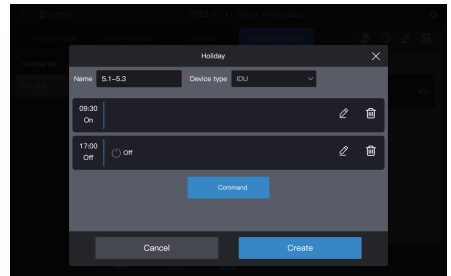 Holiday
Name 5.1-5.3 Device type IDU
09:30
On
17:00
Off
Off
Command
Cancel Create
IDU